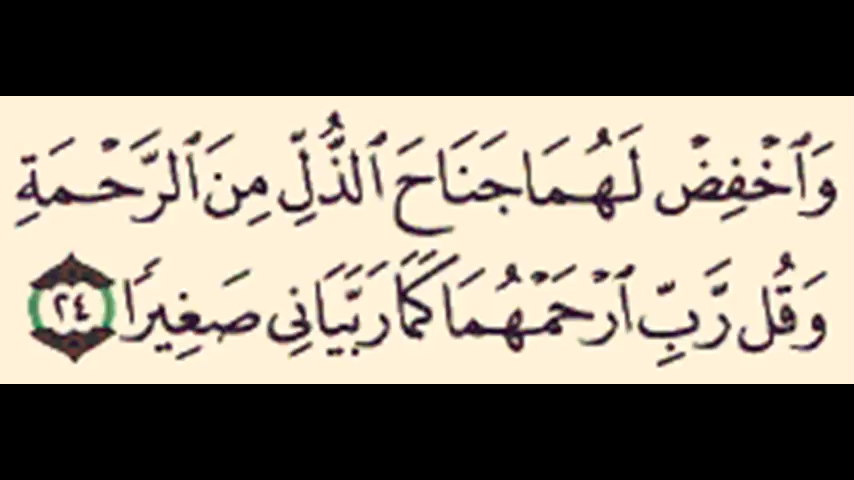 وَٱخۡفِضۡ لَهُمَا جَنَاحَ ٱلذُّلِّ مِنَ ٱلرَّحۡمَةِ
وَقُل رَّبِّ ٱرۡحَمۡهُمَا كَمَا رَبَّيَانِي صَغِيرٗا ٢٤